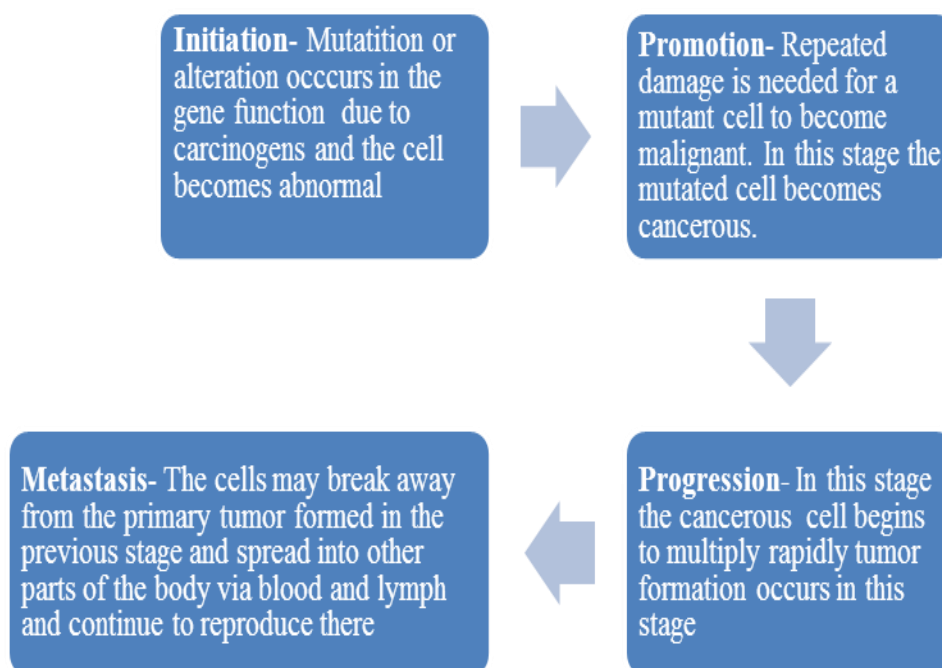 Initiation- Mutatition or
alteration occcurs in the
gene function due to
carcinogens and the cell
becomes abnormal
Promotion- Repeated
damage is needed for a
mutant cell to become
malignant. In this stage the
mutated cell becomes
cancerous.
Progression- In this stage
the cancerous cell begins
to multiply rapidly tumor
formation occurs in this
stage
Metastasis- The cells may break away
from the primary tumor formed in the
previous stage and spread into other
parts of the body via blood and lymph
and continue to reproduce there